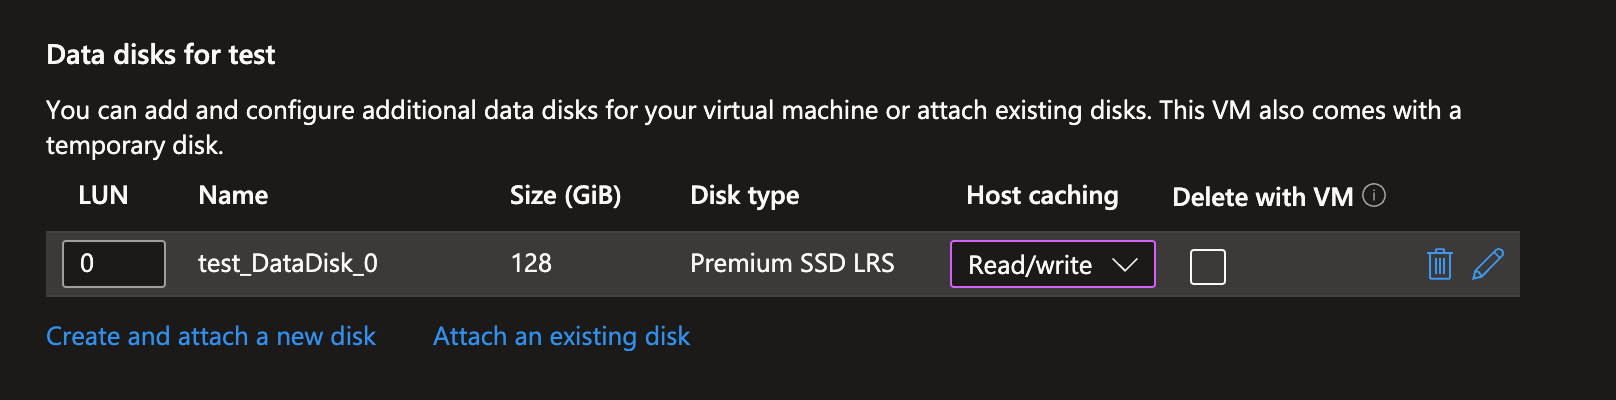 Data disks for test
You can add and configure additional data disks for your virtual machine or attach existing disks. This VM also comes with a
temporary disk.
LUN Name Size (GiB) Disk type Host caching Delete with VM
0 test_DataDisk_0 128 Premium SSD LRS Read/write
Create and attach a new disk Attach an existing disk